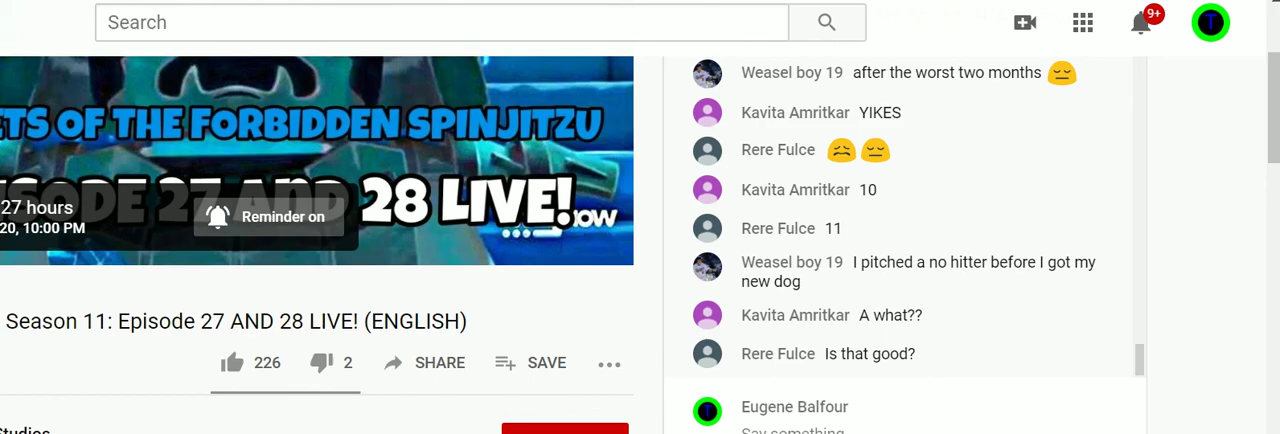 Search
9+
T
ETS OF THE FORBIDDEN SPINJITZU
ISODE 27 AND 28 LIVE!
27 hours
20, 10:00 PM
Reminder on
Season 11: Episode 27 AND 28 LIVE! (ENGLISH)
226
2
SHARE
SAVE
Studios
Weasel boy 19 after the worst two months 😔
Kavita Amritkar YIKES
Rere Fulce 😣 😔
Kavita Amritkar 10
Rere Fulce 11
Weasel boy 19 I pitched a no hitter before I got my
new dog
Kavita Amritkar A what??
Rere Fulce Is that good?
T
Eugene Balfour
Say something...